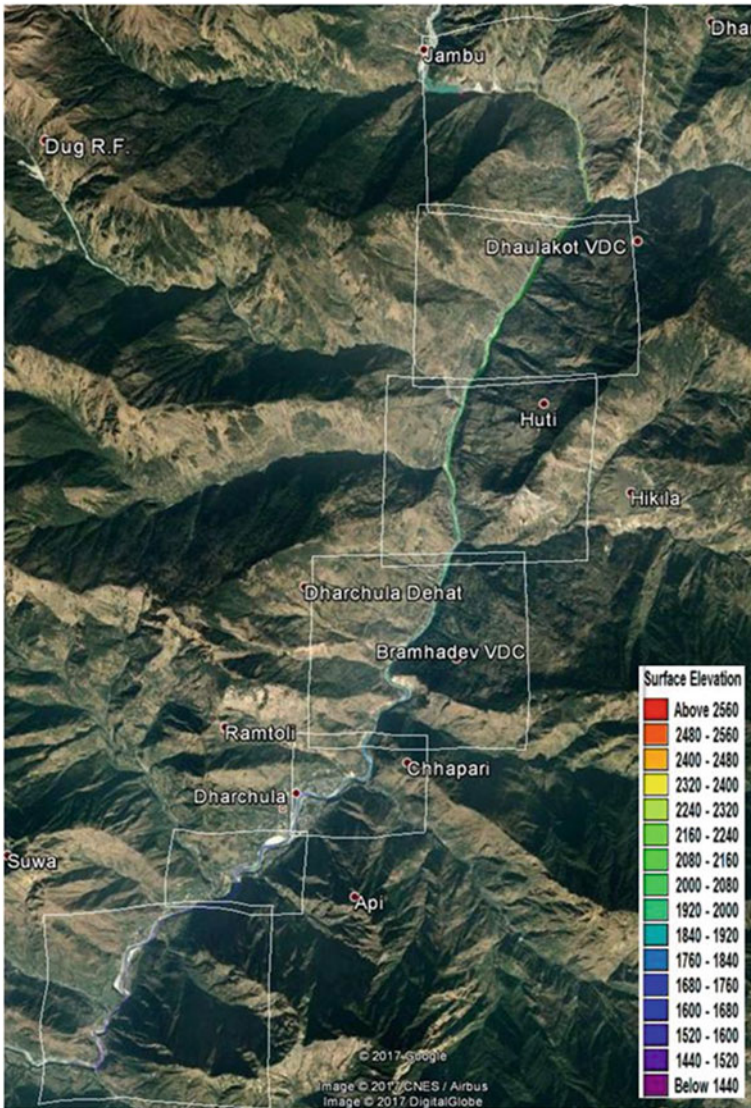 Jambu
Dhar
Dug R.F.
Dhaulakot VDC
Huti
Hikila
Dharchula Dehat
Bramhadev VDC
Ramtoli
Chhapari
Dharchula
Suwa
Api
Surface Elevation
Above 2560
2480 - 2560
2400 - 2480
2320 - 2400
2240 - 2320
2160 - 2240
2080 - 2160
2000 - 2080
1920 - 2000
1840 - 1920
1760 - 1840
1680 - 1760
1600 - 1680
1520 - 1600
1440 - 1520
Below 1440
© 2017 Google
Image © 2017 CNES / Airbus
Image © 2017 DigitalGlobe